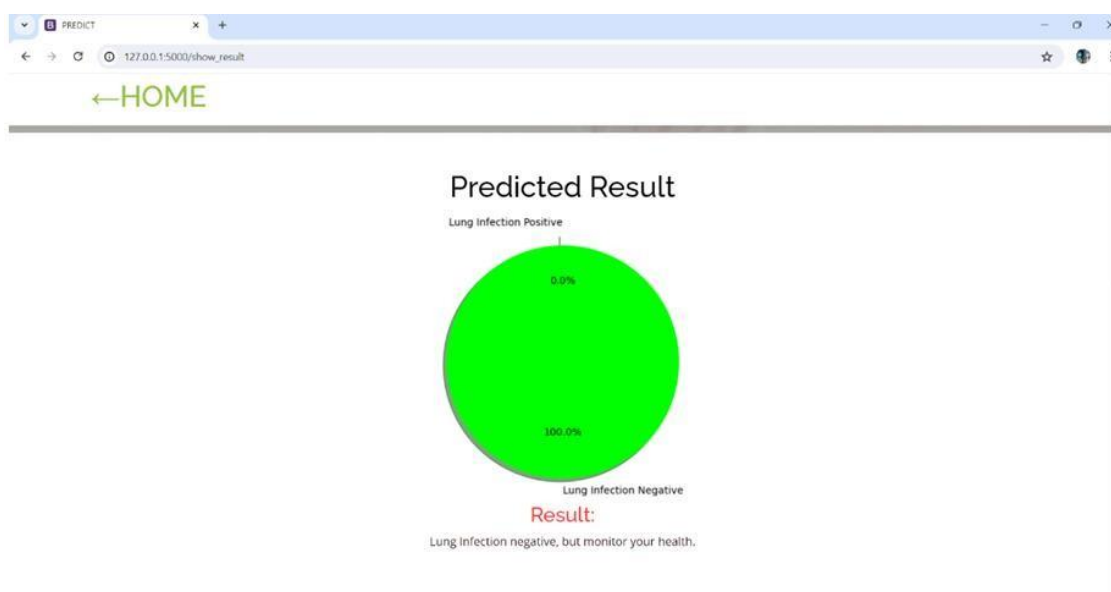 B PREDICT
127.0.0.1:5000/show_result
←HOME
Predicted Result
Lung Infection Positive
0.0%
100.0%
Lung Infection Negative
Result:
Lung Infection negative, but monitor your health.